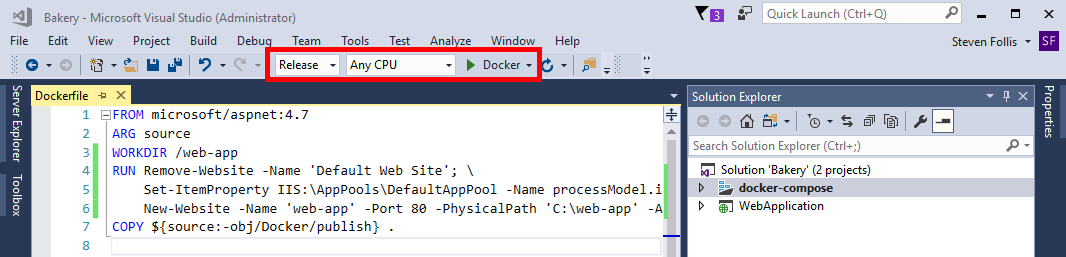 Bakery - Microsoft Visual Studio (Administrator)
3
Quick Launch (Ctrl+Q)
File Edit View Project Build Debug Team Tools Test Analyze Window Help
Steven Follis SF
Release Any CPU Docker
Server Explorer
Toolbox
Dockerfile
1 FROM microsoft/aspnet:4.7
2 ARG source
3 WORKDIR /web-app
4 RUN Remove-Website -Name 'Default Web Site'; \
5 Set-ItemProperty IIS:\AppPools\DefaultAppPool -Name processModel.i
6 New-Website -Name 'web-app' -Port 80 -PhysicalPath 'C:\web-app' -A
7 COPY ${source:-obj/Docker/publish} .
8
Solution Explorer
Search Solution Explorer (Ctrl+;)
Solution 'Bakery' (2 projects)
docker-compose
WebApplication
Properties